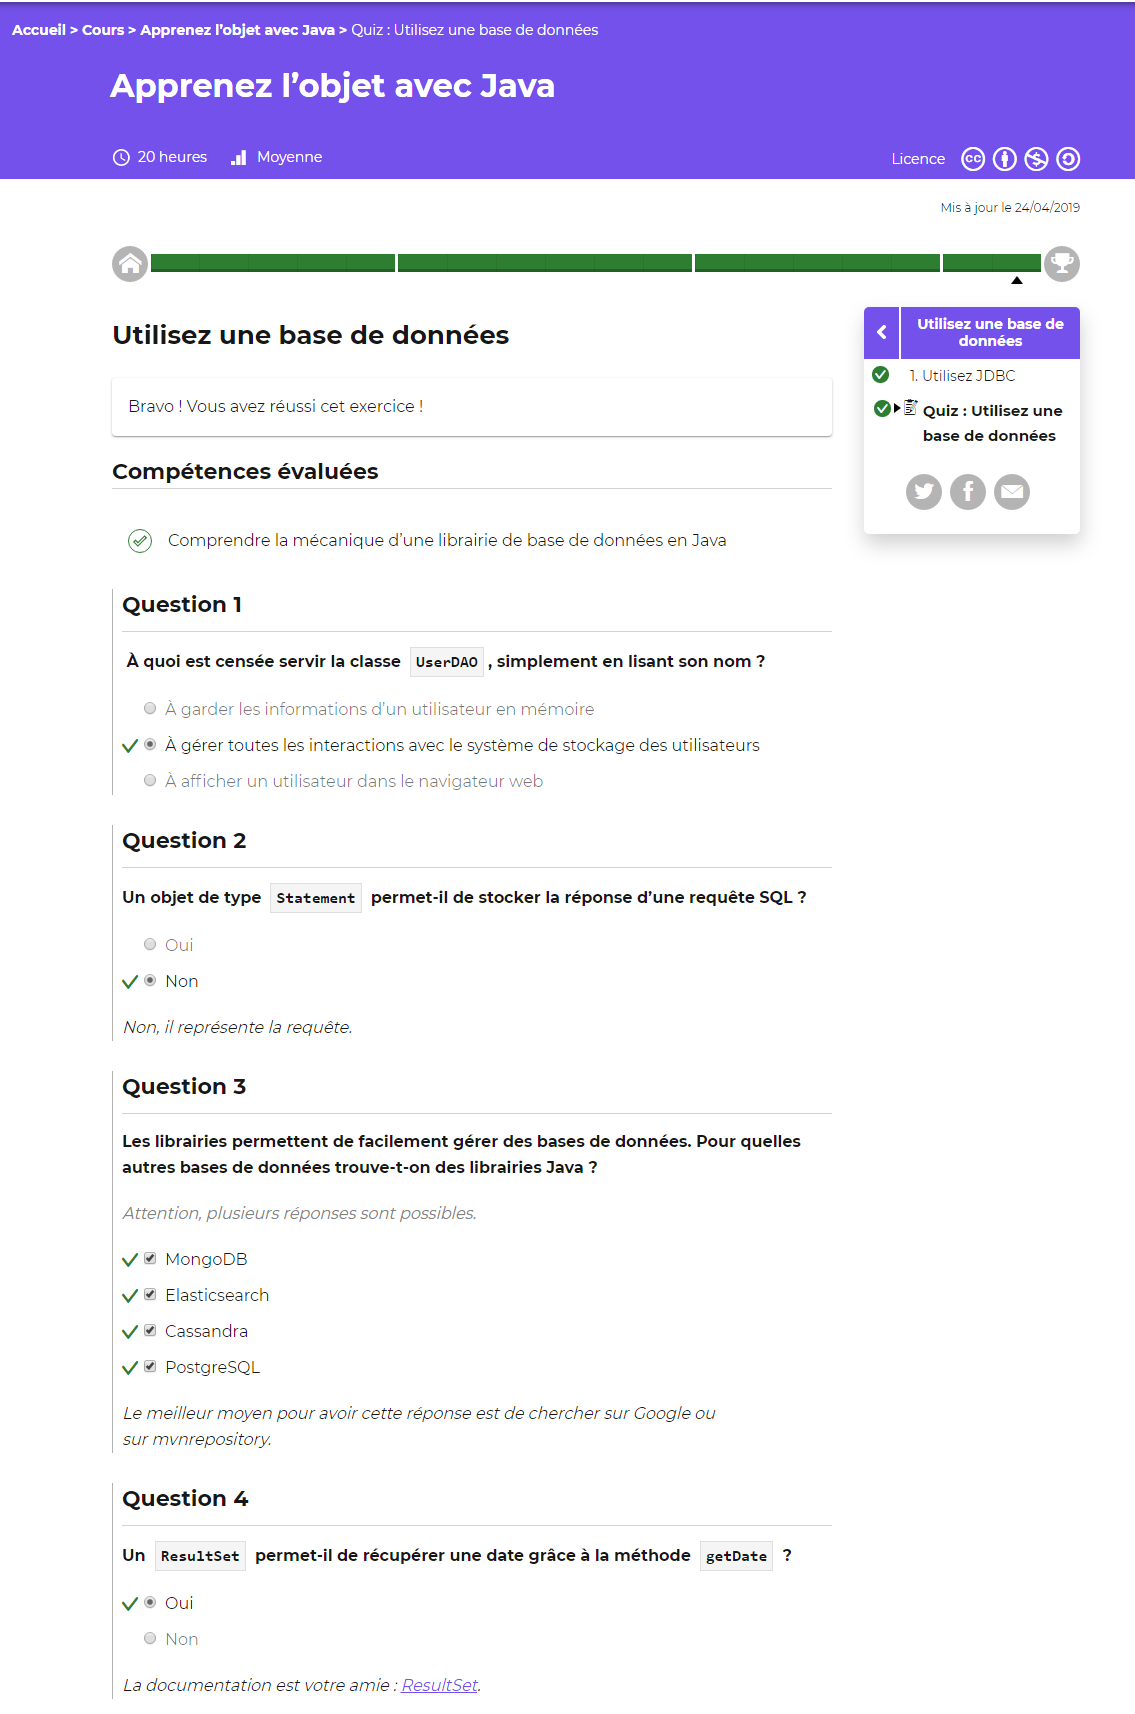 Accueil > Cours > Apprenez l’objet avec Java > Quiz : Utilisez une base de données
Apprenez l’objet avec Java
20 heures
Moyenne
Licence
cc
Mis à jour le 24/04/2019
Utilisez une base de données
Bravo ! Vous avez réussi cet exercice !
Compétences évaluées
Comprendre la mécanique d’une librairie de base de données en Java
Utilisez une base de
données
1. Utilisez JDBC
Quiz : Utilisez une
base de données
Question 1
À quoi est censée servir la classe UserDAO , simplement en lisant son nom ?
À garder les informations d’un utilisateur en mémoire
À gérer toutes les interactions avec le système de stockage des utilisateurs
À afficher un utilisateur dans le navigateur web
Question 2
Un objet de type Statement permet-il de stocker la réponse d’une requête SQL ?
Oui
Non
Non, il représente la requête.
Question 3
Les librairies permettent de facilement gérer des bases de données. Pour quelles
autres bases de données trouve-t-on des librairies Java ?
Attention, plusieurs réponses sont possibles.
MongoDB
Elasticsearch
Cassandra
PostgreSQL
Le meilleur moyen pour avoir cette réponse est de chercher sur Google ou
sur mvnrepository.
Question 4
Un ResultSet permet-il de récupérer une date grâce à la méthode getDate ?
Oui
Non
La documentation est votre amie : ResultSet.